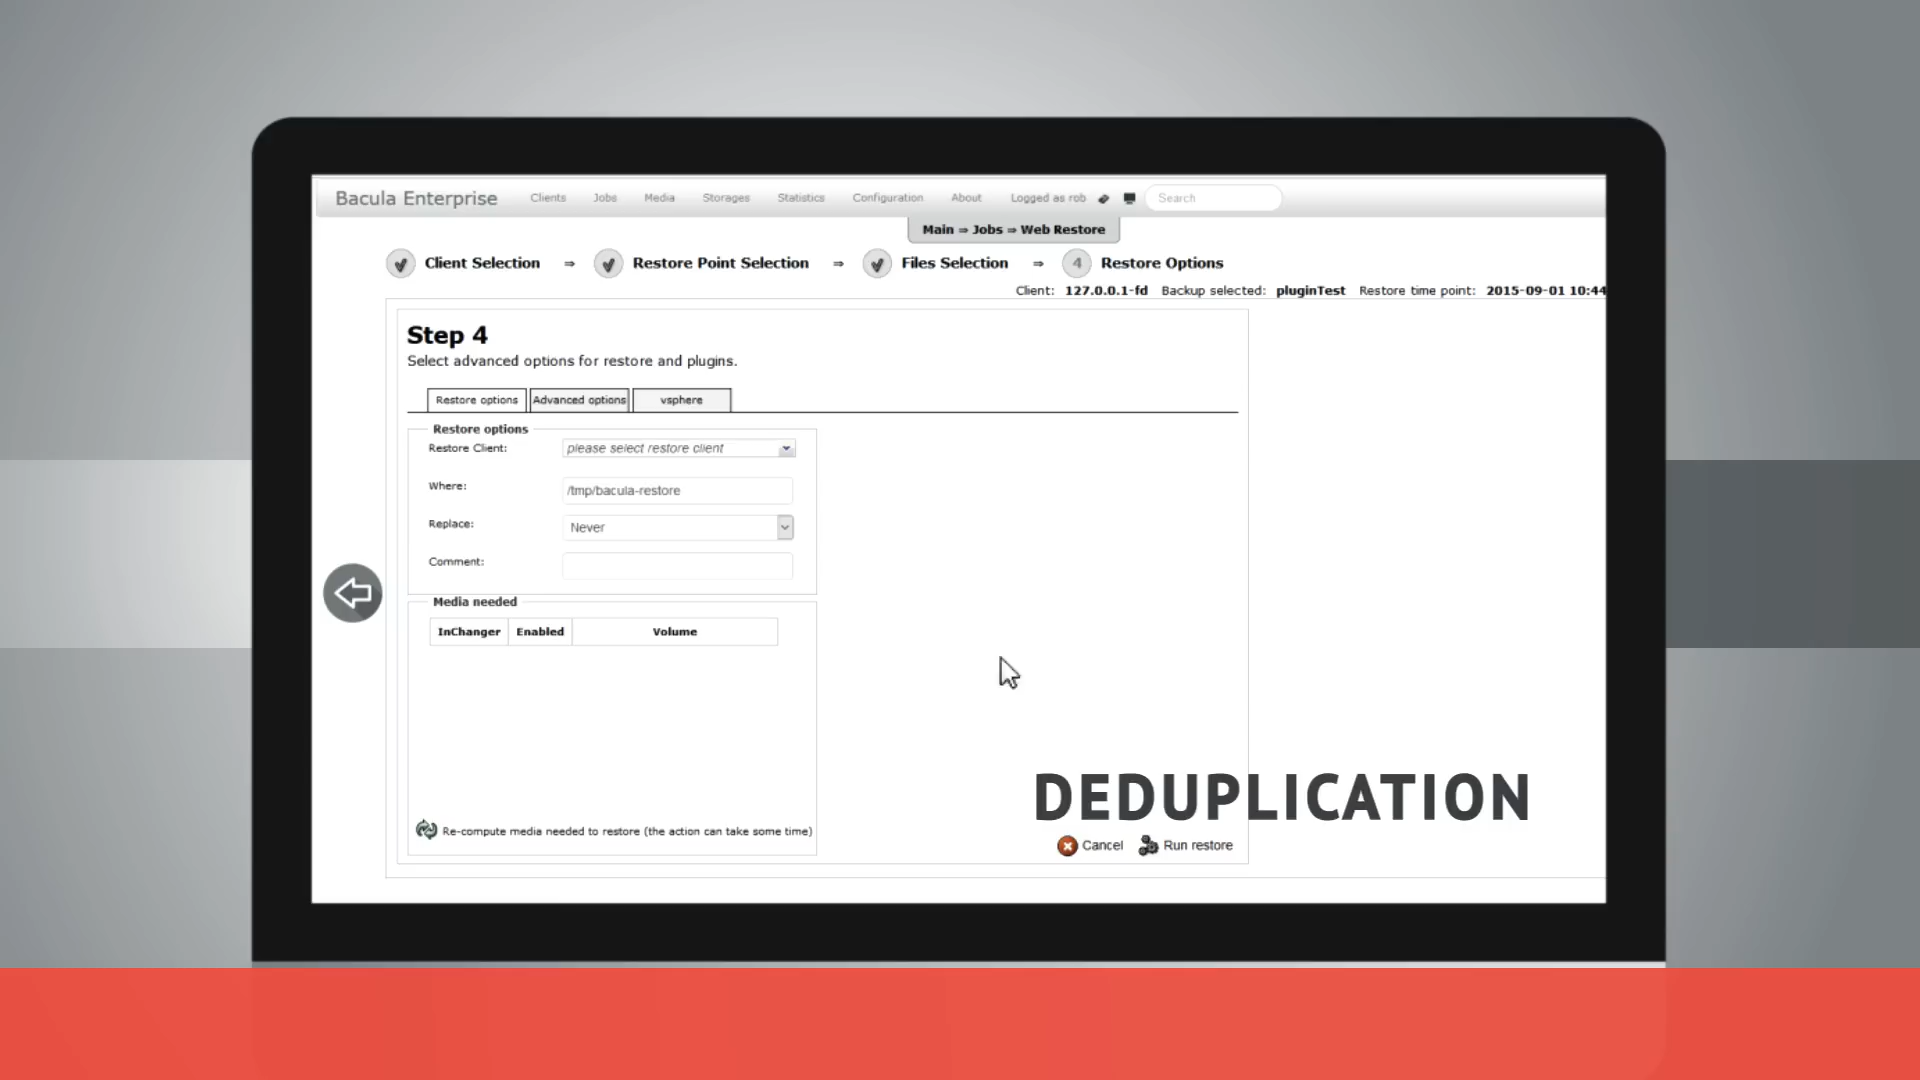 Bacula Enterprise Clients Jobs Media Storages Statistics Configuration About Logged as rob Search
Main ⇒ Jobs ⇒ Web Restore
Client Selection ⇒ Restore Point Selection ⇒ Files Selection ⇒ 4 Restore Options
Client: 127.0.0.1-fd Backup selected: pluginTest Restore time point: 2015-09-01 10:44
Step 4
Select advanced options for restore and plugins.
Restore options Advanced options vsphere
Restore options
Restore Client: please select restore client
Where: /tmp/bacula-restore
Replace: Never
Comment:
Media needed
InChanger Enabled Volume
DEDUPLICATION
Re-compute media needed to restore (the action can take some time)
Cancel Run restore